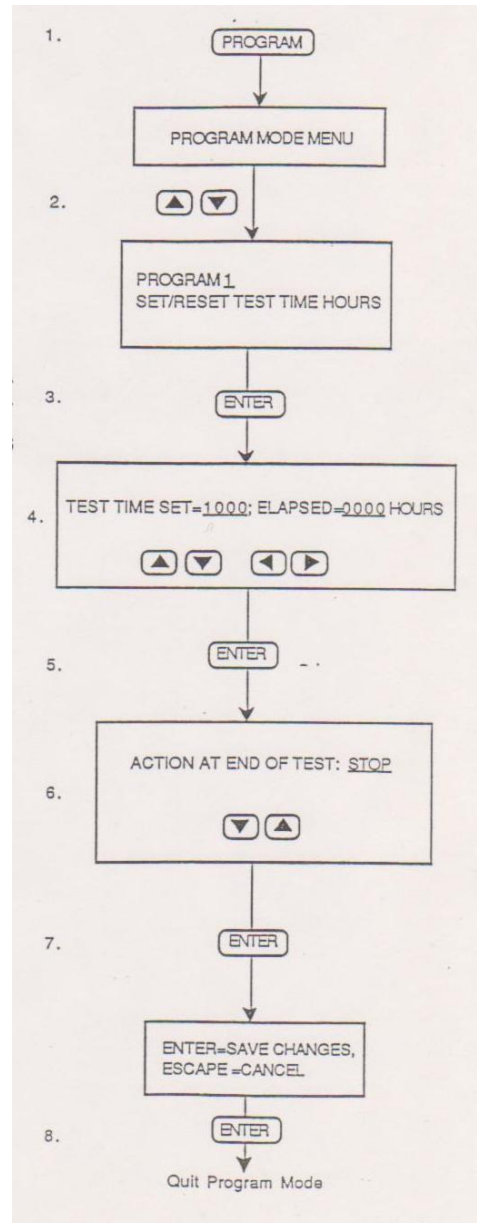 1.
PROGRAM
PROGRAM MODE MENU
2.
PROGRAM 1
SET/RESET TEST TIME HOURS
3.
ENTER
4.
TEST TIME SET=1000; ELAPSED=0000 HOURS
5.
ENTER
ACTION AT END OF TEST: STOP
6.
7.
ENTER
ENTER=SAVE CHANGES,
ESCAPE =CANCEL
8.
ENTER
Quit Program Mode